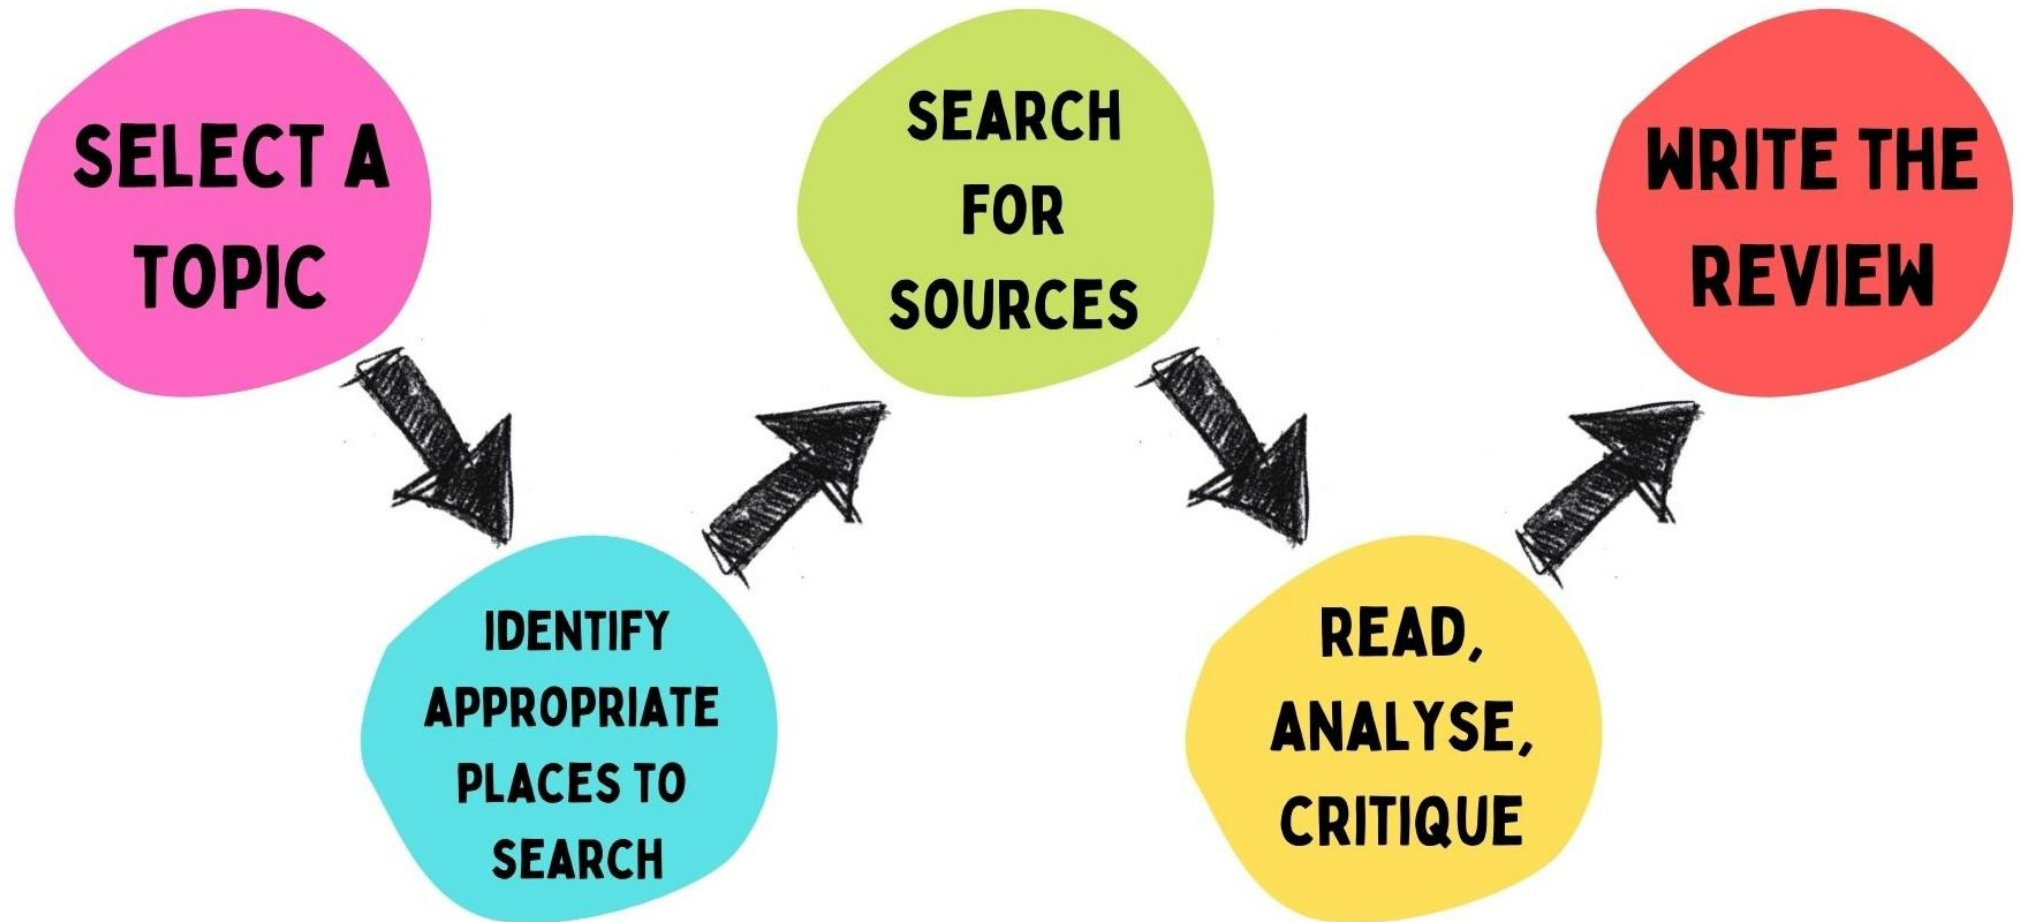 SELECT A
TOPIC
IDENTIFY
APPROPRIATE
PLACES TO
SEARCH
SEARCH
FOR
SOURCES
READ,
ANALYSE,
CRITIQUE
WRITE THE
REVIEW